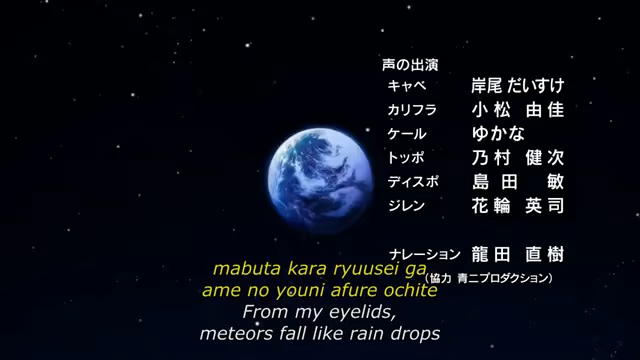 声の出演
キャベ 岸尾 だいすけ
カリフラ 小松 由佳
ケール ゆかな
トッポ 乃村 健次
ディスポ 島田 敏
ジレン 花輪 英司
ナレーション 龍田 直樹
(協力 青二プロダクション)
mabuta kara ryuusei ga
ame no youni afure ochite
From my eyelids,
meteors fall like rain drops